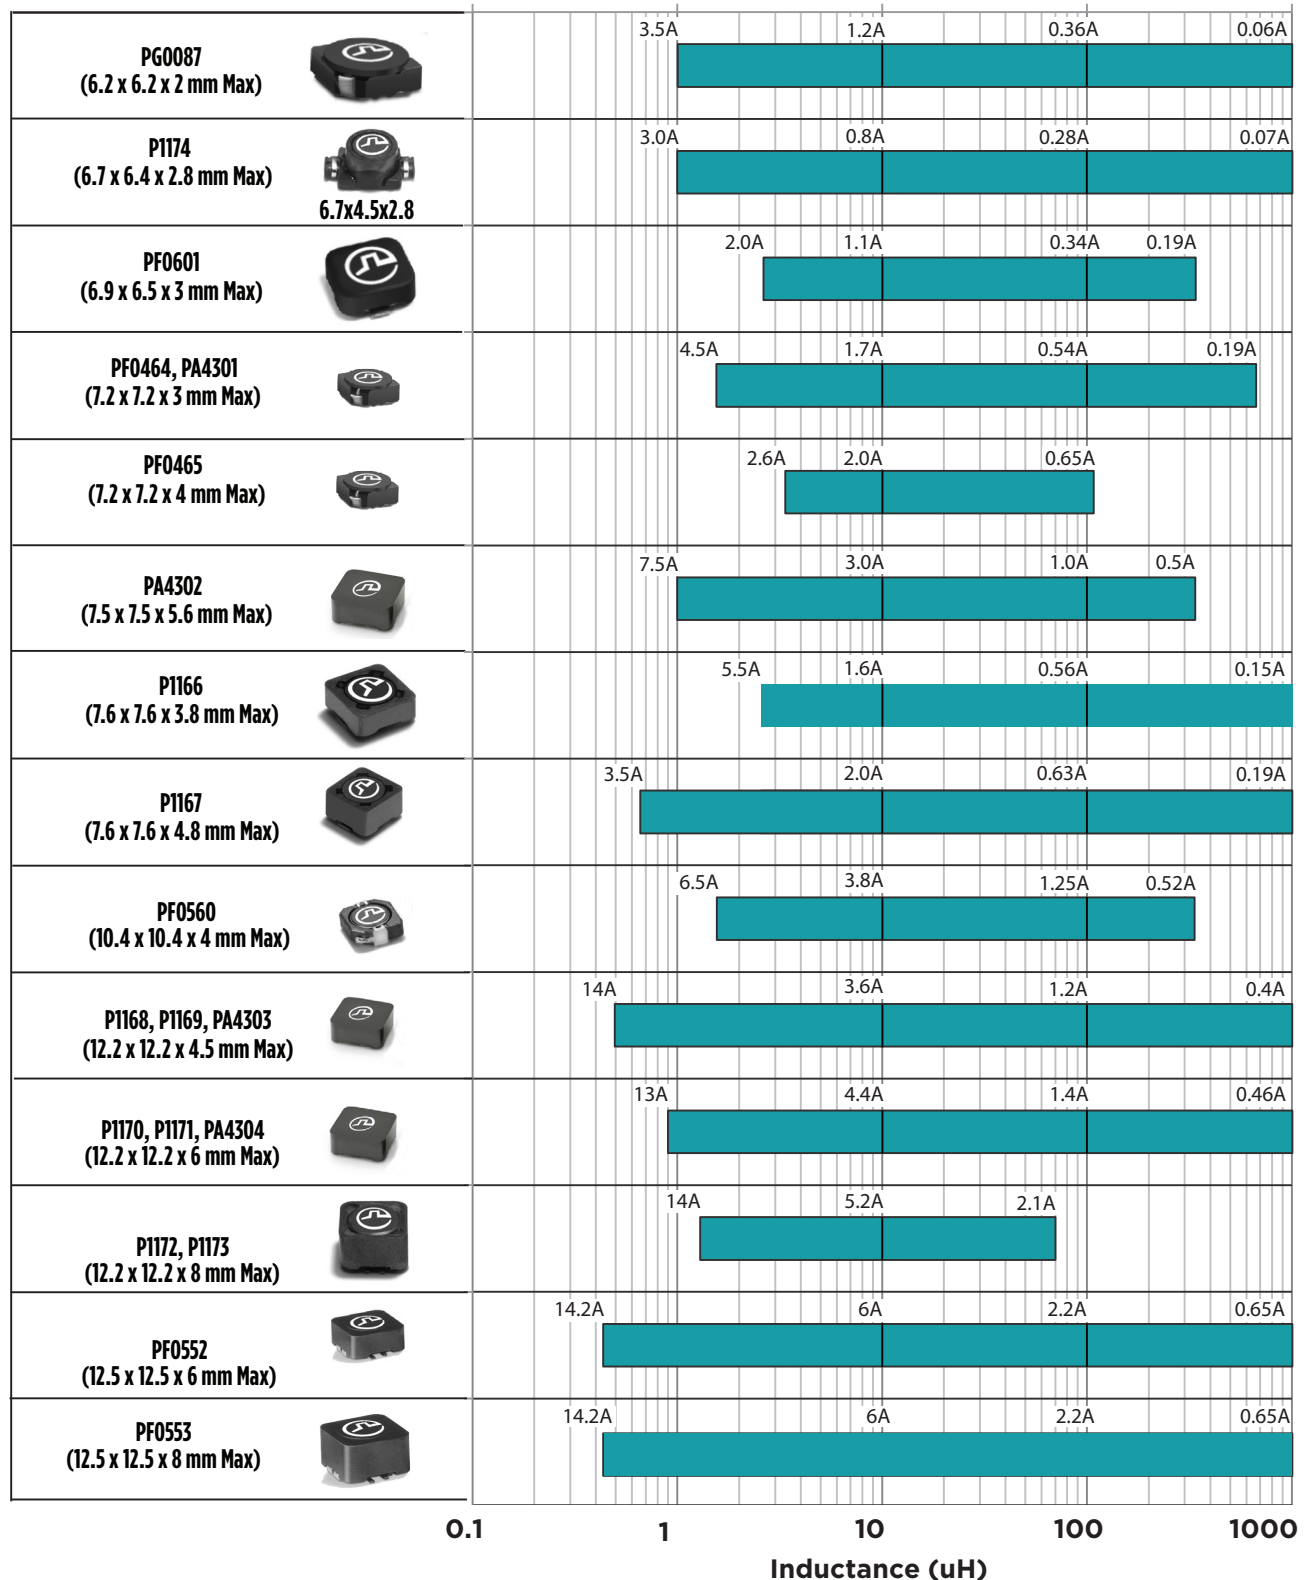 3.5A 1.2A 0.36A 0.06A
PG0087
(6.2 x 6.2 x 2 mm Max)
3.0A 0.8A 0.28A 0.07A
P1174
(6.7 x 6.4 x 2.8 mm Max)
6.7x4.5x2.8
2.0A 1.1A 0.34A 0.19A
PF0601
(6.9 x 6.5 x 3 mm Max)
4.5A 1.7A 0.54A 0.19A
PF0464, PA4301
(7.2 x 7.2 x 3 mm Max)
2.6A 2.0A 0.65A
PF0465
(7.2 x 7.2 x 4 mm Max)
7.5A 3.0A 1.0A 0.5A
PA4302
(7.5 x 7.5 x 5.6 mm Max)
5.5A 1.6A 0.56A 0.15A
P1166
(7.6 x 7.6 x 3.8 mm Max)
3.5A 2.0A 0.63A 0.19A
P1167
(7.6 x 7.6 x 4.8 mm Max)
6.5A 3.8A 1.25A 0.52A
PF0560
(10.4 x 10.4 x 4 mm Max)
14A 3.6A 1.2A 0.4A
P1168, P1169, PA4303
(12.2 x 12.2 x 4.5 mm Max)
13A 4.4A 1.4A 0.46A
P1170, P1171, PA4304
(12.2 x 12.2 x 6 mm Max)
14A 5.2A 2.1A
P1172, P1173
(12.2 x 12.2 x 8 mm Max)
14.2A 6A 2.2A 0.65A
PF0552
(12.5 x 12.5 x 6 mm Max)
14.2A 6A 2.2A 0.65A
PF0553
(12.5 x 12.5 x 8 mm Max)
0.1 1 10 100 1000
Inductance (uH)